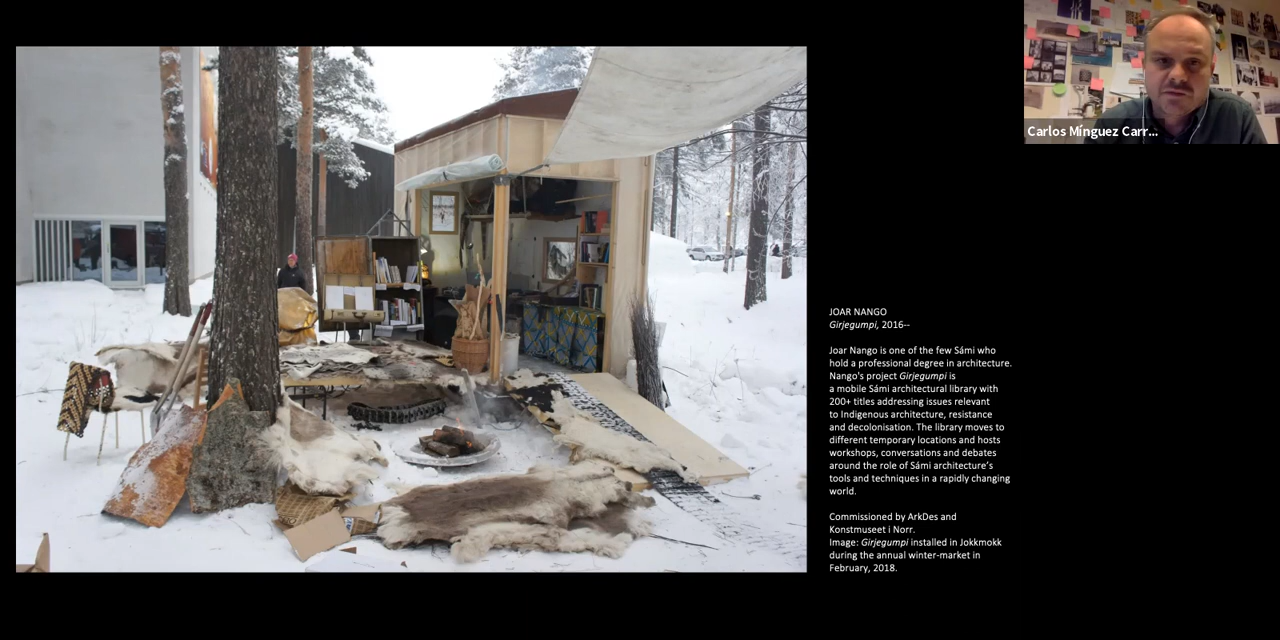 Carlos Mínguez Carr...
JOAR NANGO
Girjegumpi, 2016--
Joar Nango is one of the few Sámi who
hold a professional degree in architecture.
Nango's project Girjegumpi is
a mobile Sámi architectural library with
200+ titles addressing issues relevant
to Indigenous architecture, resistance
and decolonisation. The library moves to
different temporary locations and hosts
workshops, conversations and debates
around the role of Sámi architecture's
tools and techniques in a rapidly changing
world.
Commissioned by ArkDes and
Konstmuseet i Norr.
Image: Girjegumpi installed in Jokkmokk
during the annual winter-market in
February, 2018.